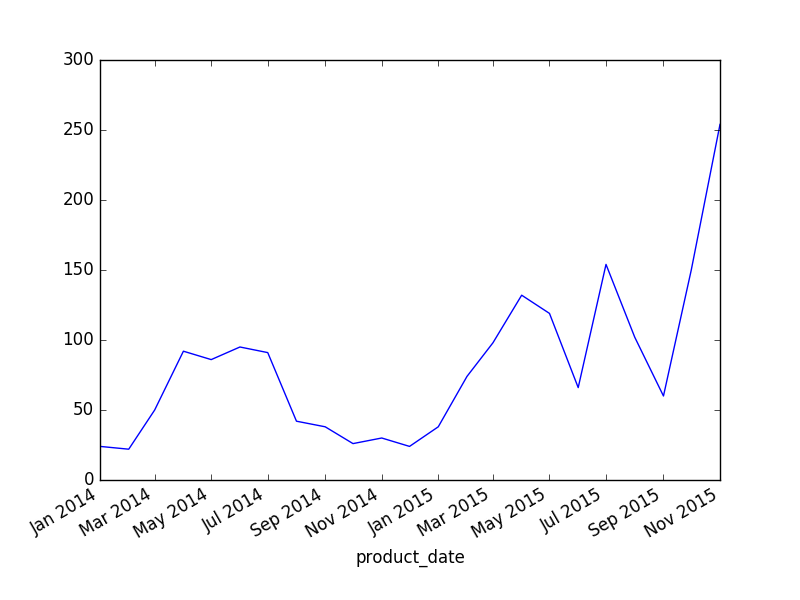 300
250
200
150
100
50
0
Jan 2014
Mar 2014
May 2014
Jul 2014
Sep 2014
Nov 2014
Jan 2015
Mar 2015
May 2015
Jul 2015
Sep 2015
Nov 2015
product_date